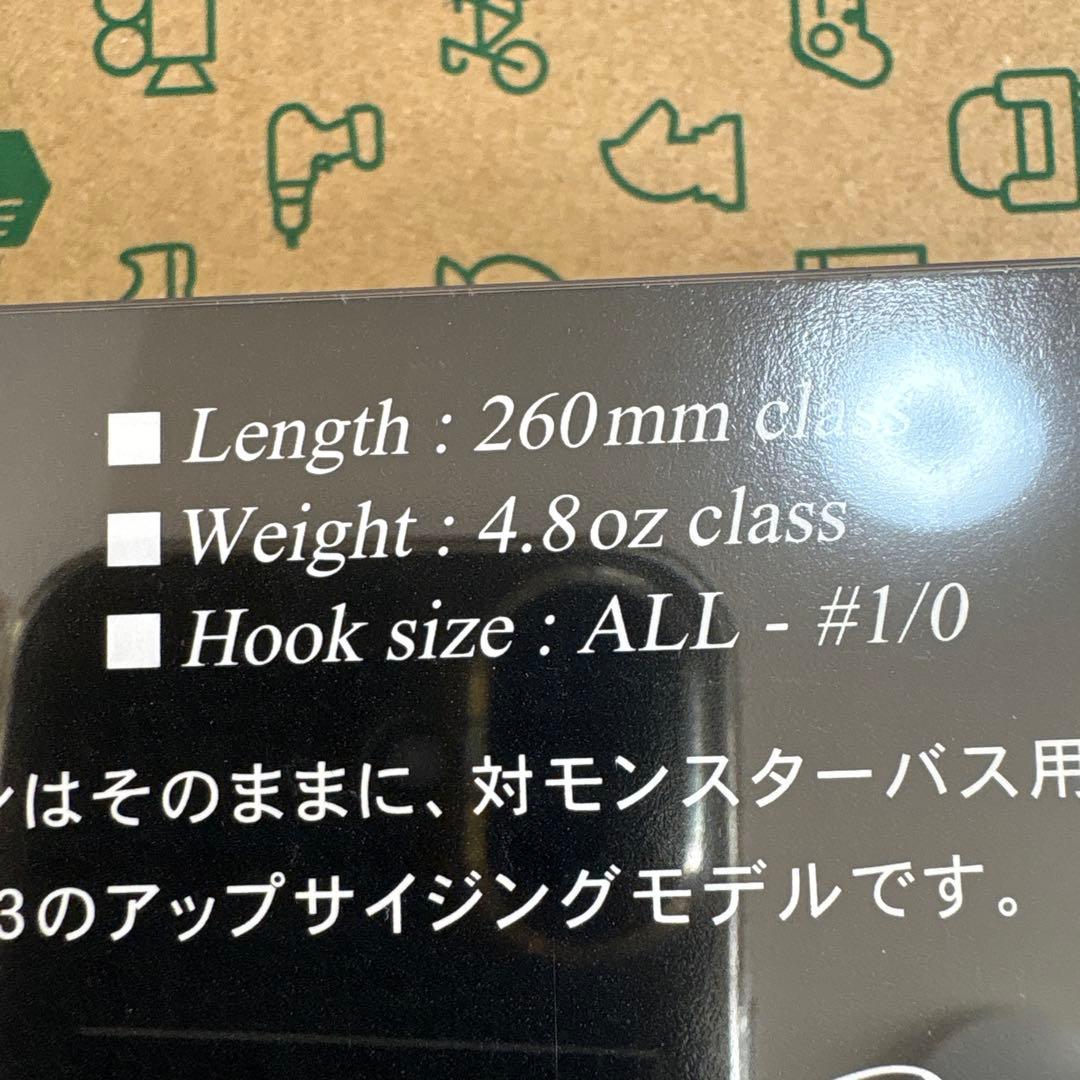 ■ Length : 260mm class
■ Weight : 4.8oz class
■ Hook size : ALL - #1/0
ンはそのままに、対モンスターバス用
3のアップサイジングモデルです。